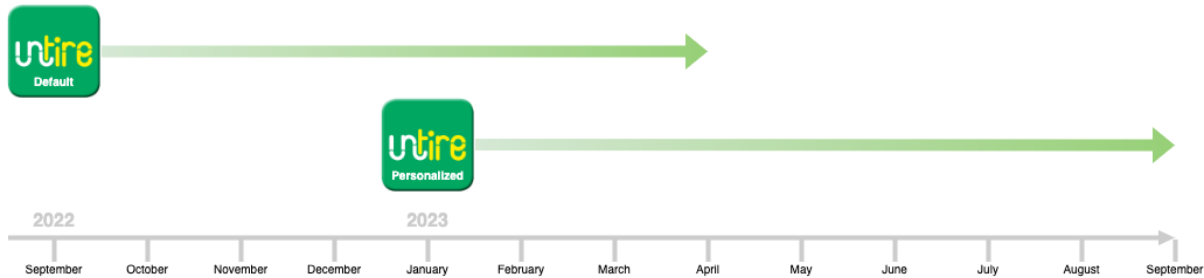 untire
Default
untire
Personalized
2022 2023
September October November December January February March April May June July August September